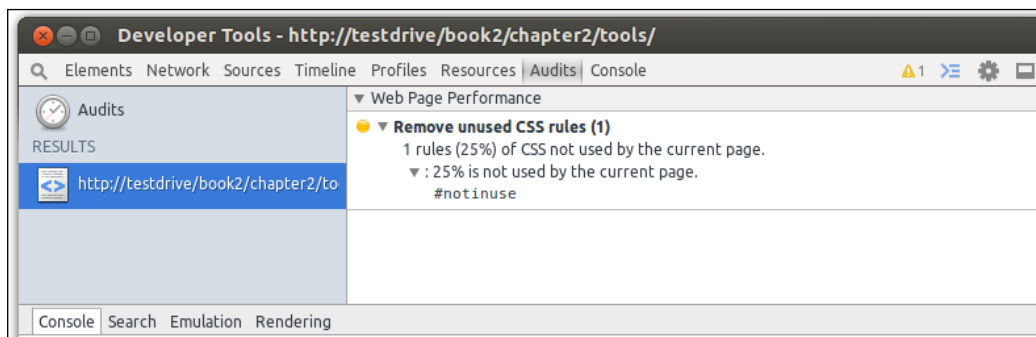 Developer Tools - http://testdrive/book2/chapter2/tools/
Elements Network Sources Timeline Profiles Resources Audits Console
1
Audits
RESULTS
http://testdrive/book2/chapter2/to
Web Page Performance
Remove unused CSS rules (1)
1 rules (25%) of CSS not used by the current page.
: 25% is not used by the current page.
#notinuse
Console Search Emulation Rendering